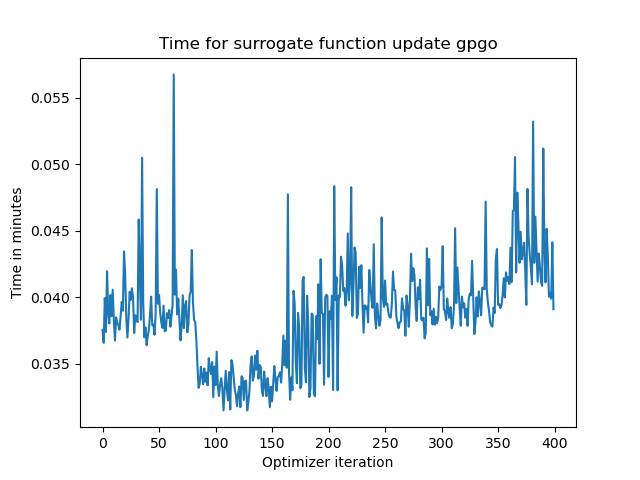 Time for surrogate function update gpgo
0.055
0.050
0.045
0.040
0.035
Time in minutes
0 50 100 150 200 250 300 350 400
Optimizer iteration